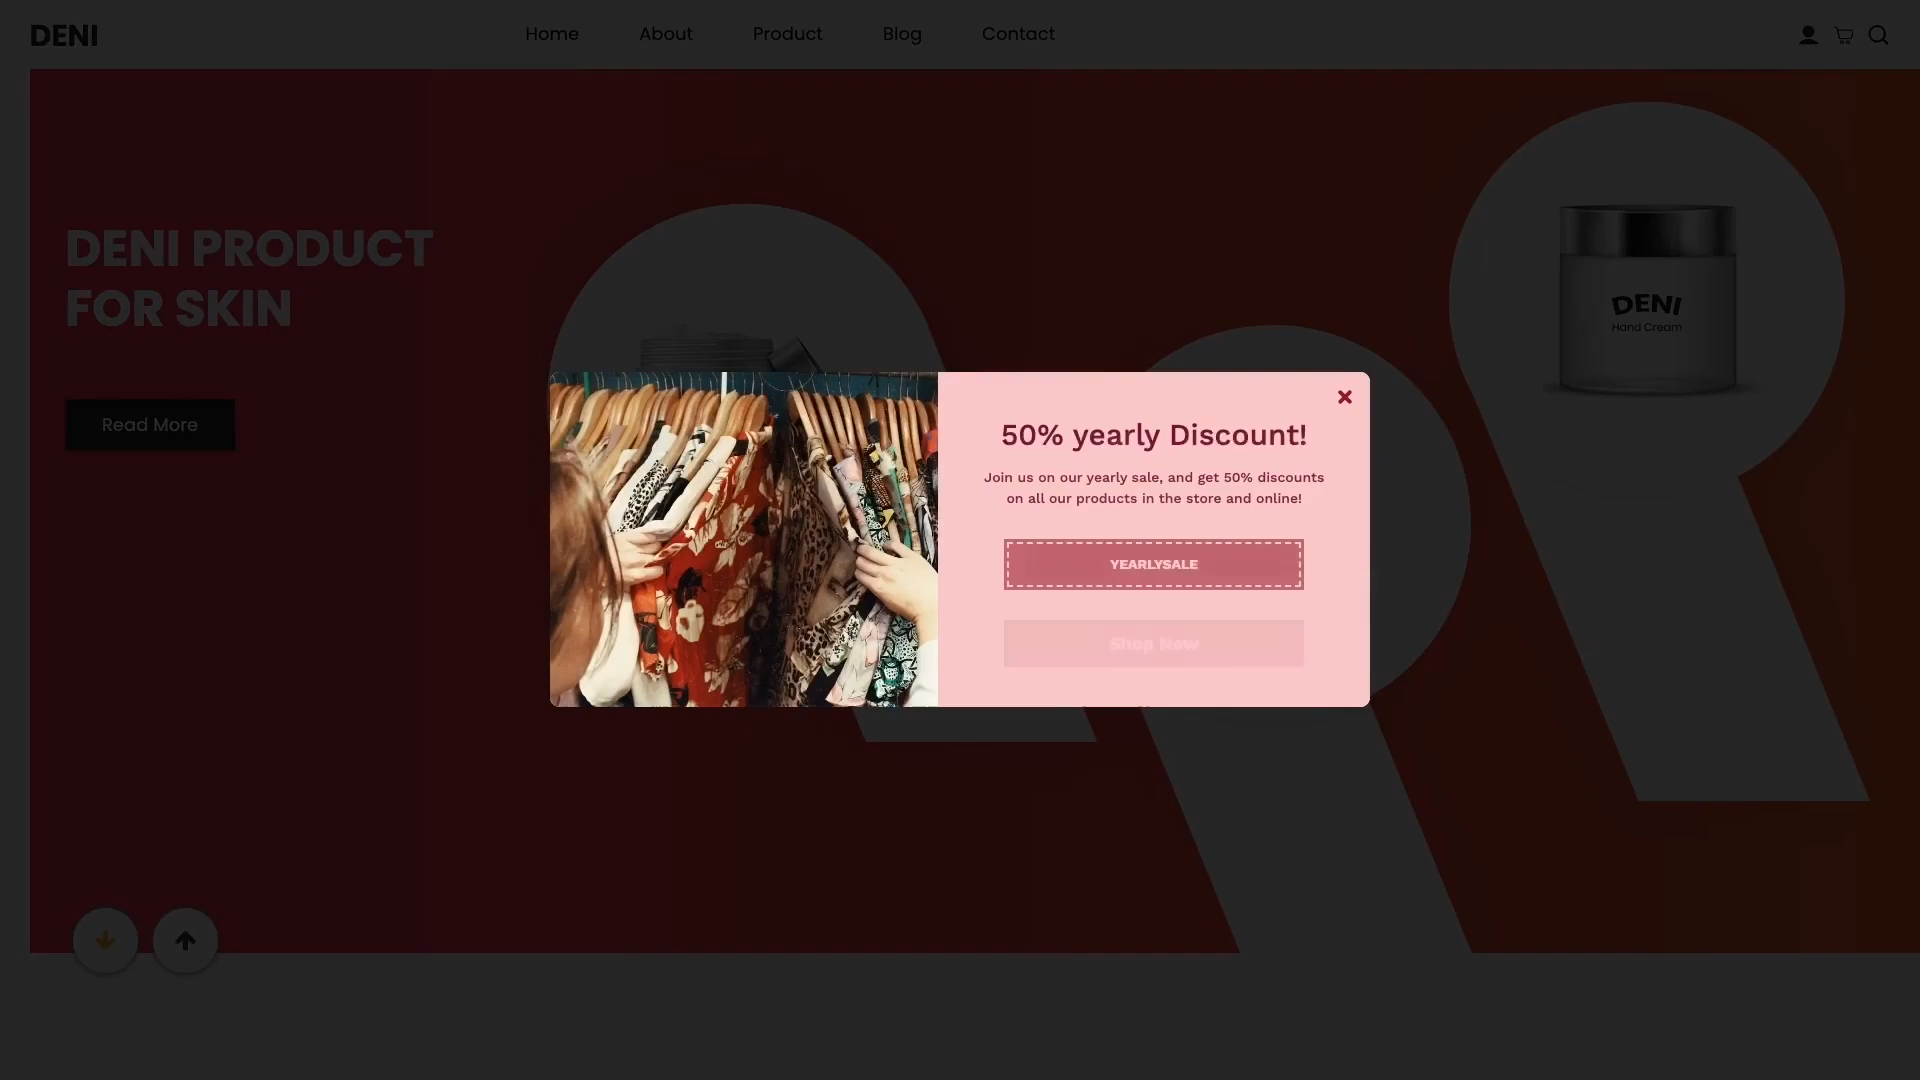 DENI
Home
About
Product
Blog
Contact
DENI PRODUCT
FOR SKIN
Read More
DENI
Hand Cream
50% yearly Discount!
Join us on our yearly sale, and get 50% discounts
on all our products in the store and online!
YEARLYSALE
Shop Now